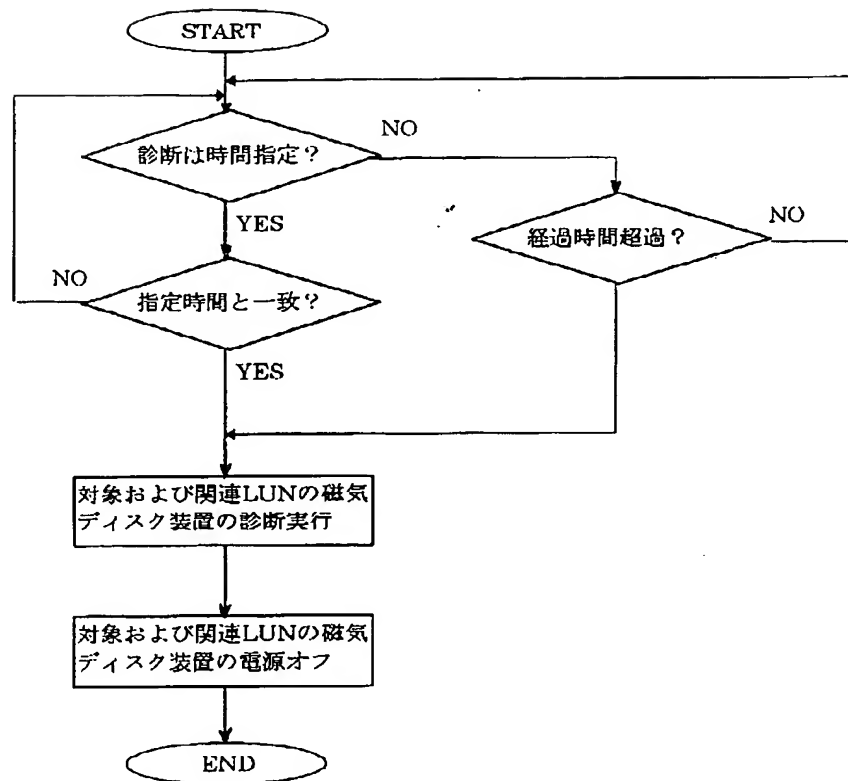 START
診断は時間指定？
NO
YES
経過時間超過？
NO
NO
指定時間と一致？
YES
対象および関連LUNの磁気
ディスク装置の診断実行
対象および関連LUNの磁気
ディスク装置の電源オフ
END